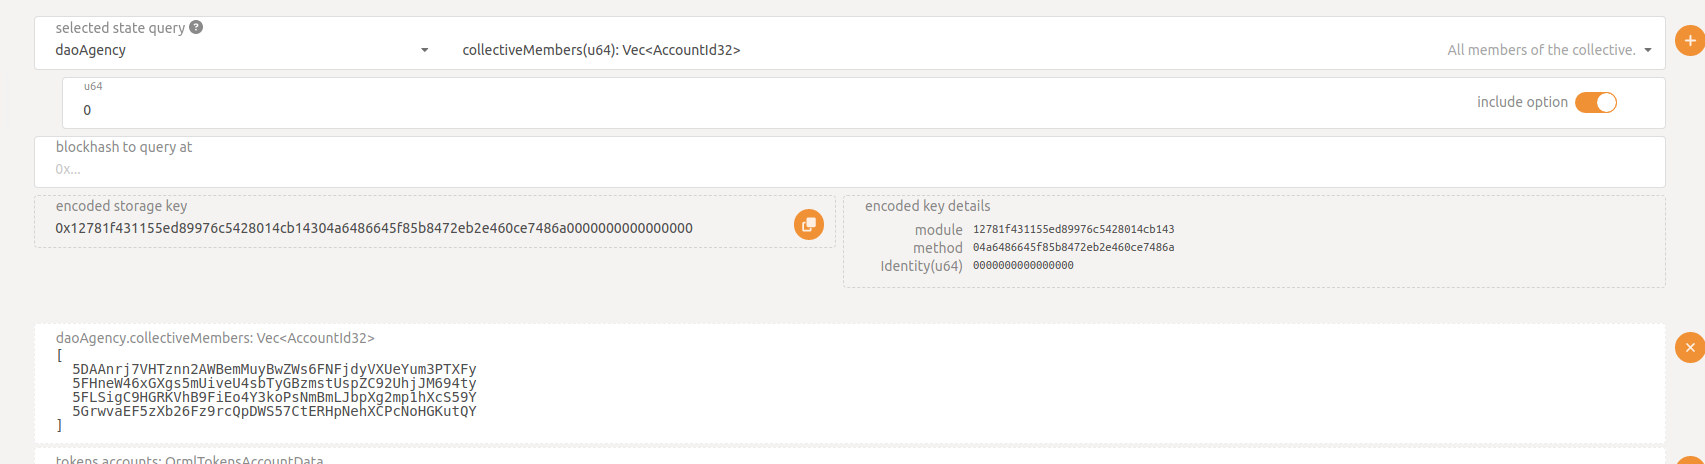 selected state query ?
daoAgency
collectiveMembers(u64): Vec<AccountId32>
All members of the collective.
u64
0
include option
blockhash to query at
0x...
encoded storage key
0x12781f431155ed89976c5428014cb14304a6486645f85b8472eb2e460ce7486a0000000000000000
encoded key details
module 12781f431155ed89976c5428014cb143
method 04a6486645f85b8472eb2e460ce7486a
Identity(u64) 0000000000000000
daoAgency.collectiveMembers: Vec<AccountId32>
[
5DAAnrj7VHTznn2AWBemMuyBwZWs6FNFjdyVXUeYum3PTXFy
5FHneW46xGXgs5mUiveU4sbTyGBzmstUspZC92UhjJM694ty
5FLSigC9HGRKVhB9FiEo4Y3koPsNmBmLJbpXg2mp1hXcS59Y
5GrwvaEF5zXb26Fz9rcQpDWS57CtERHpNehXCPcNoHGKutQY
]
tokens.accounts: OrmlTokensAccountData